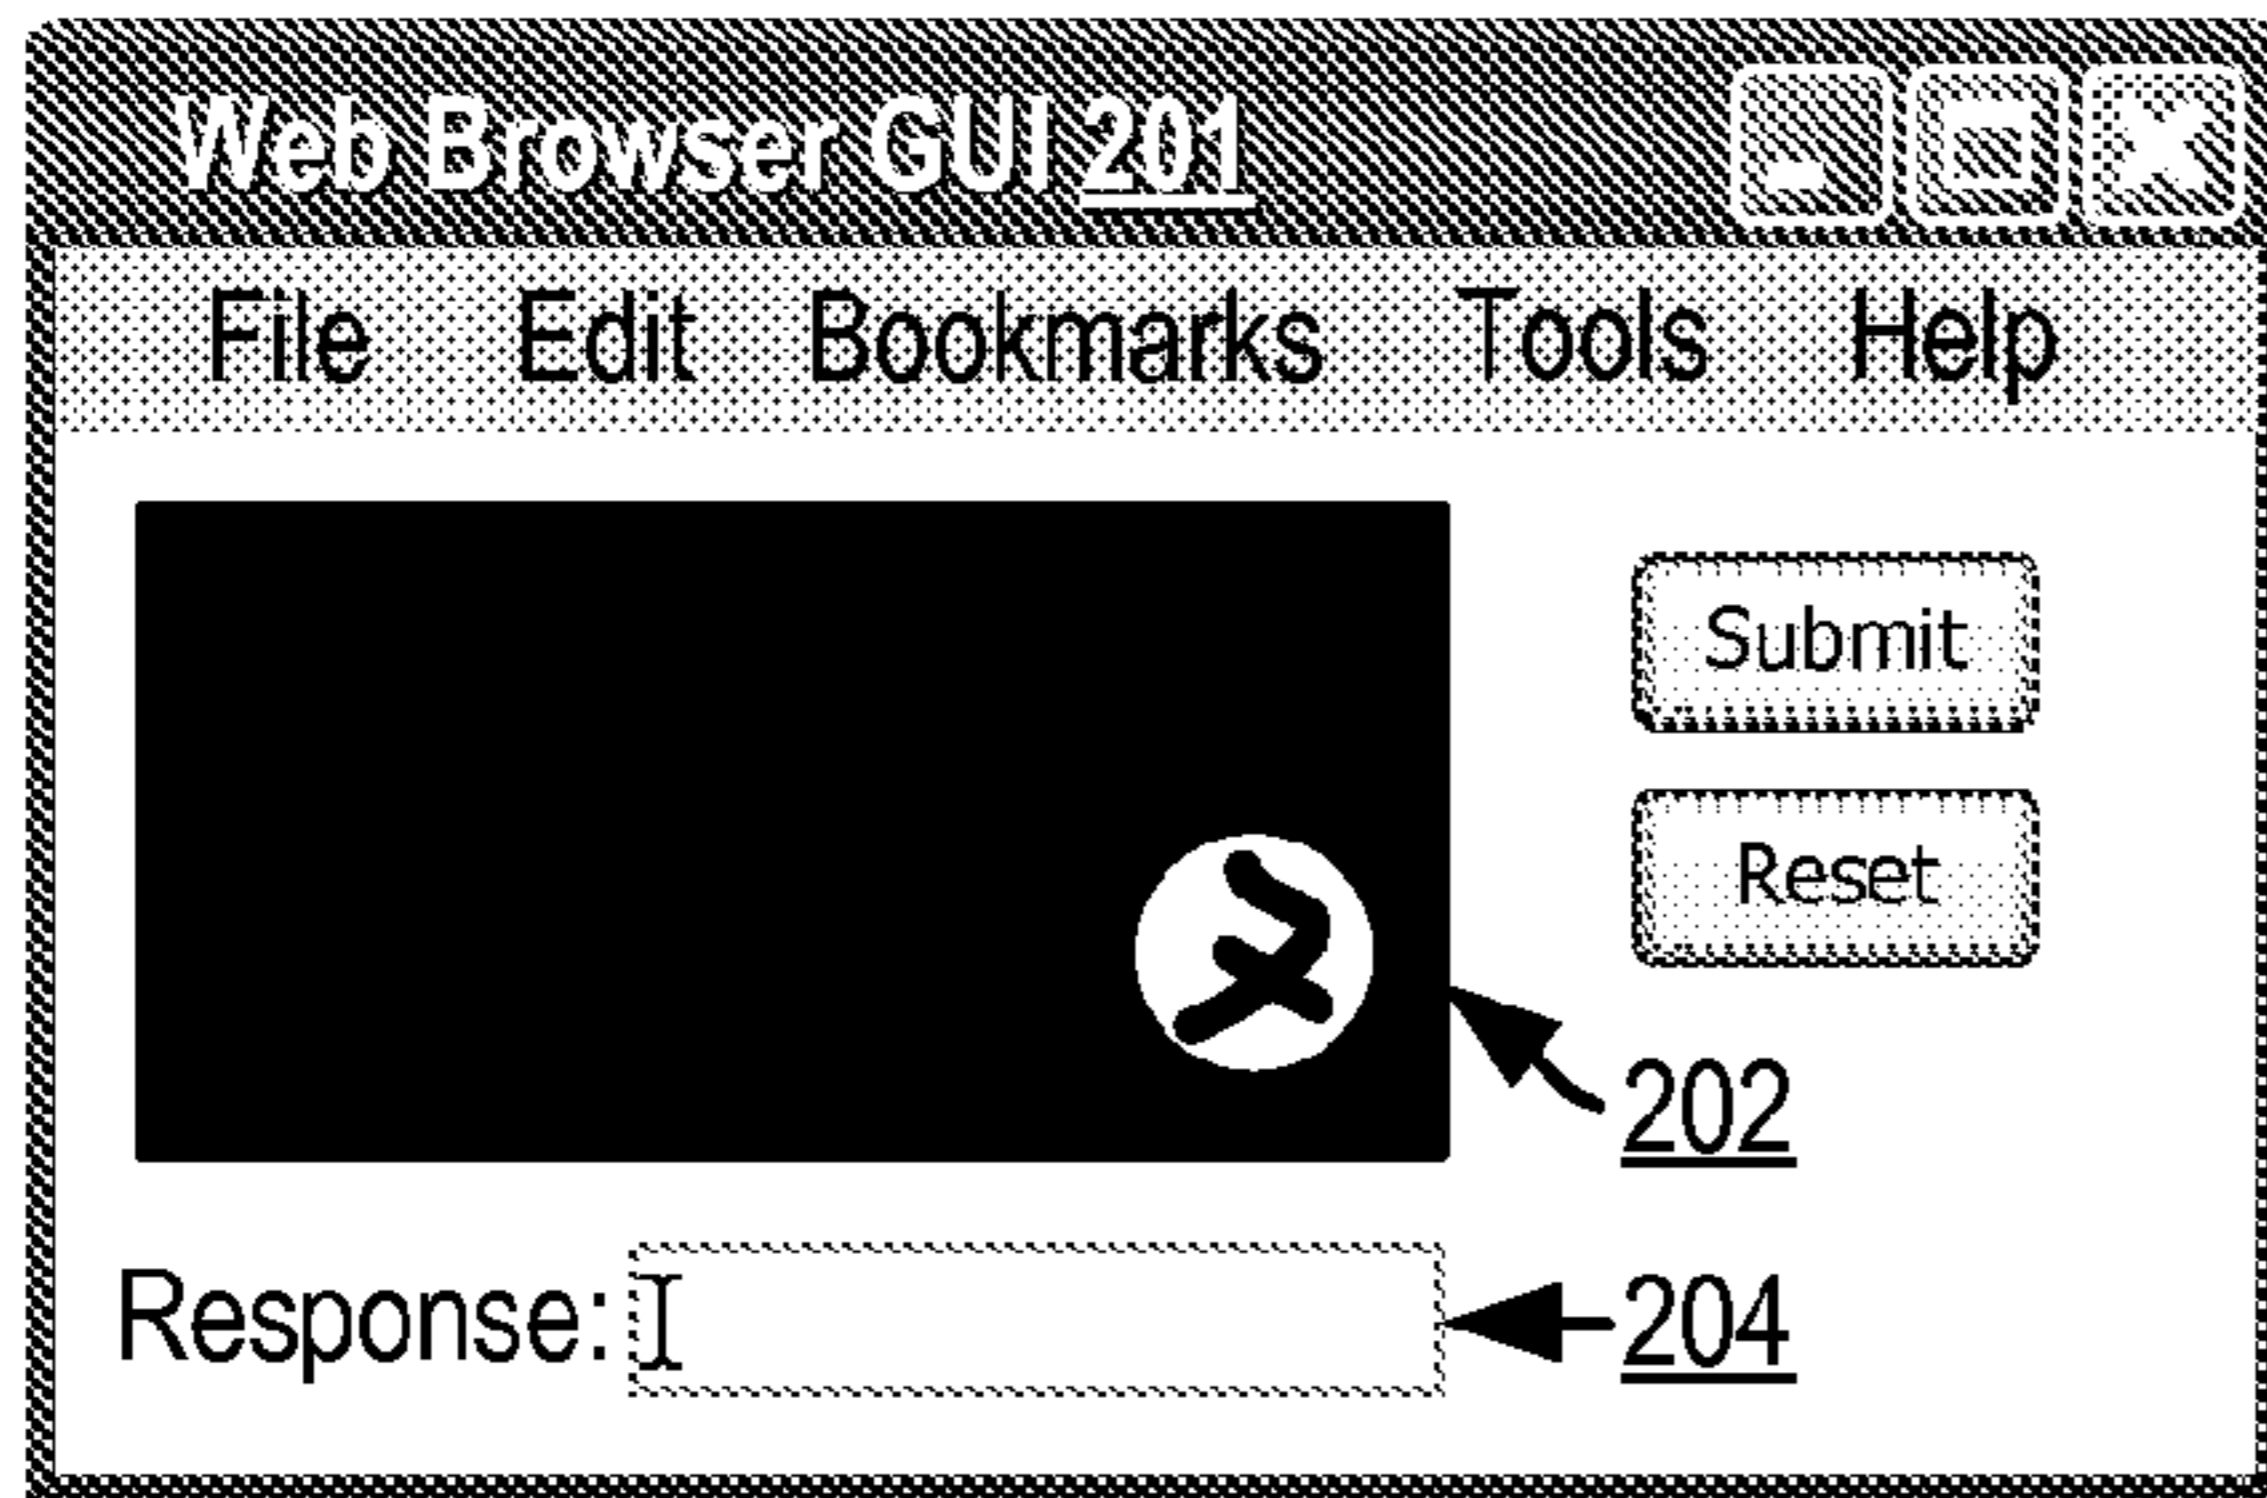 Web Browser GUI 201
File Edit Bookmarks Tools Help
Submit
Reset
202
Response:
204